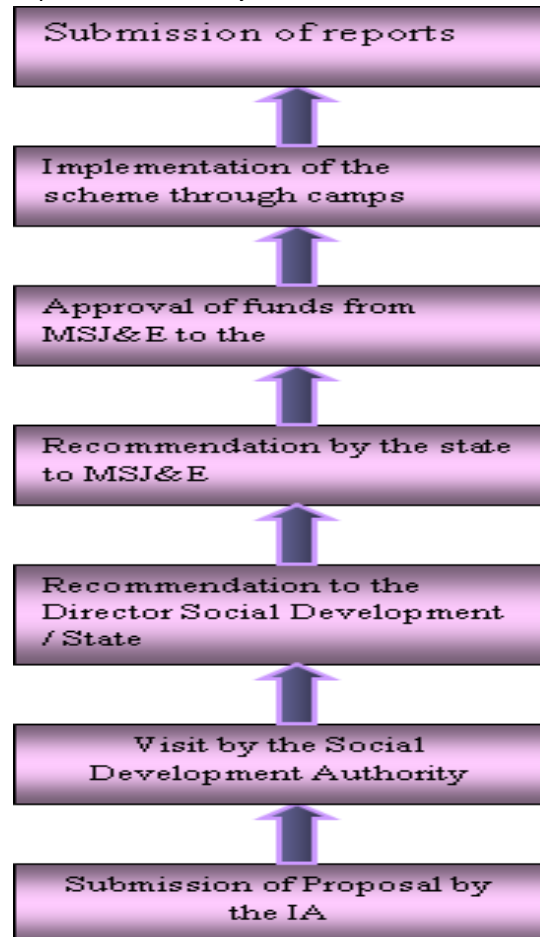 Submission of reports
Implementation of the
scheme through camps
Approval of funds from
MSJ&E to the
Recommendation by the state
to MSJ&E
Recommendation to the
Director Social Development
/ State
Visit by the Social
Development Authority
Submission of Proposal by
the IA